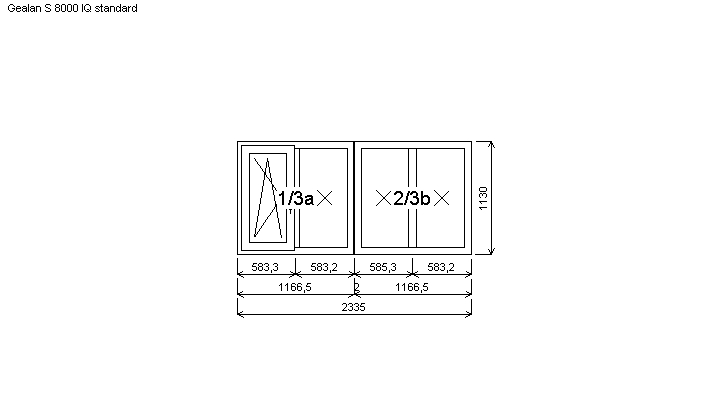 Gealan S 8000 IQ standard
1/3a 2/3b
1130
583,3 583,2 585,3 583,2
1166,5 2 1166,5
2335